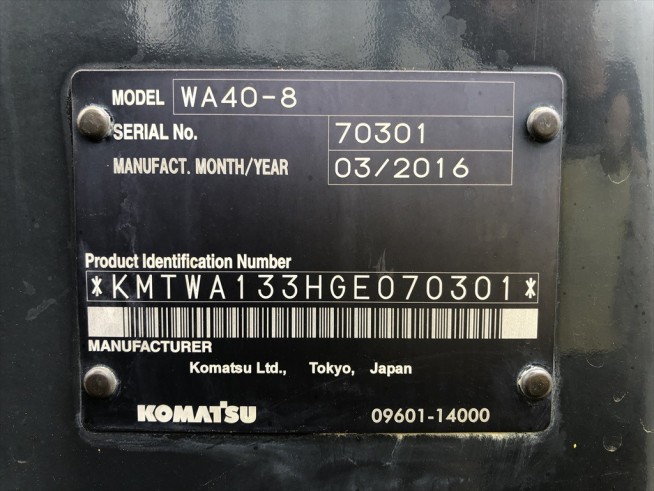 MODEL WA40-8
SERIAL No. 70301
MANUFACT. MONTH/YEAR 03/2016
Product Identification Number
*KMTWA133HGE070301*
MANUFACTURER
Komatsu Ltd., Tokyo, Japan
KOMATSU 09601-14000